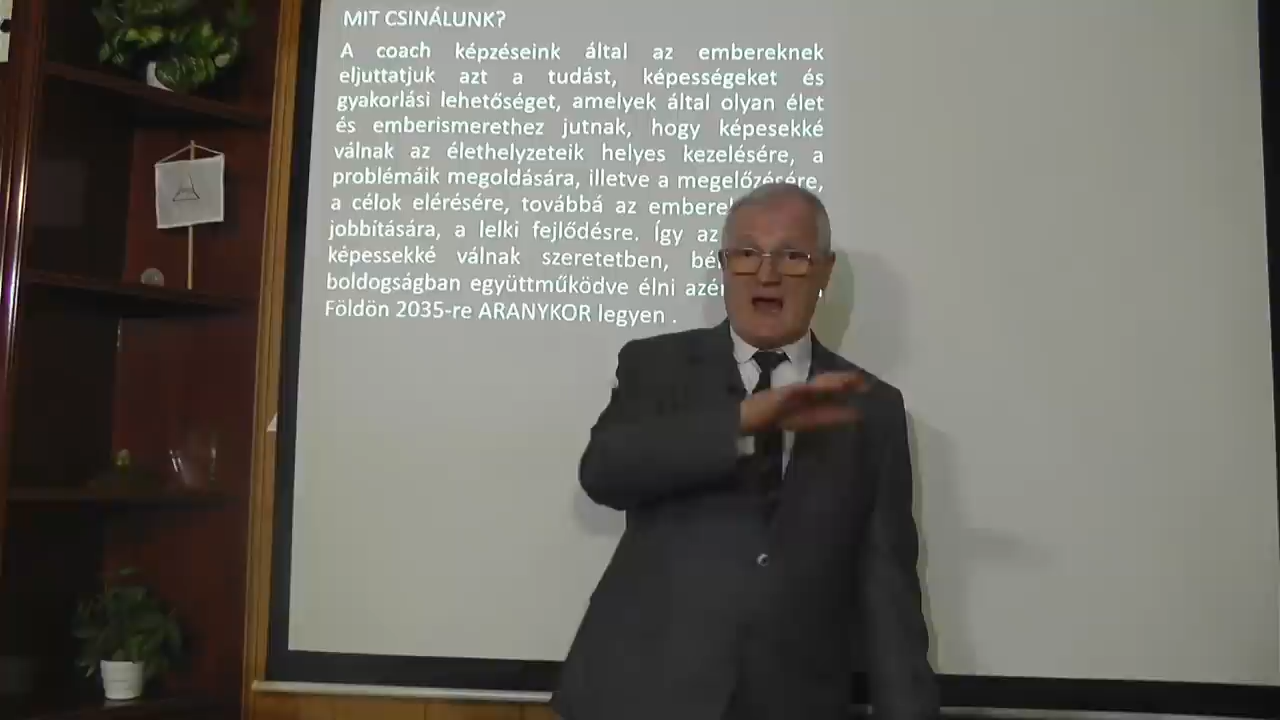 MIT CSINÁLUNK?
A coach képzéseink által az embereknek
eljuttatjuk azt a tudást, képességeket és
gyakorlási lehetőséget, amelyek által olyan élet
és emberismerethez jutnak, hogy képesekké
válnak az élethelyzeteik helyes kezelésére, a
problémáik megoldására, illetve a megelőzésére,
a célok elérésére, továbbá az
jobbítására, a lelki fejlődésre. Így az
képessekké válnak szeretetben,
boldogságban együttműködve élni
Földön 2035-re ARANYKOR legyen .